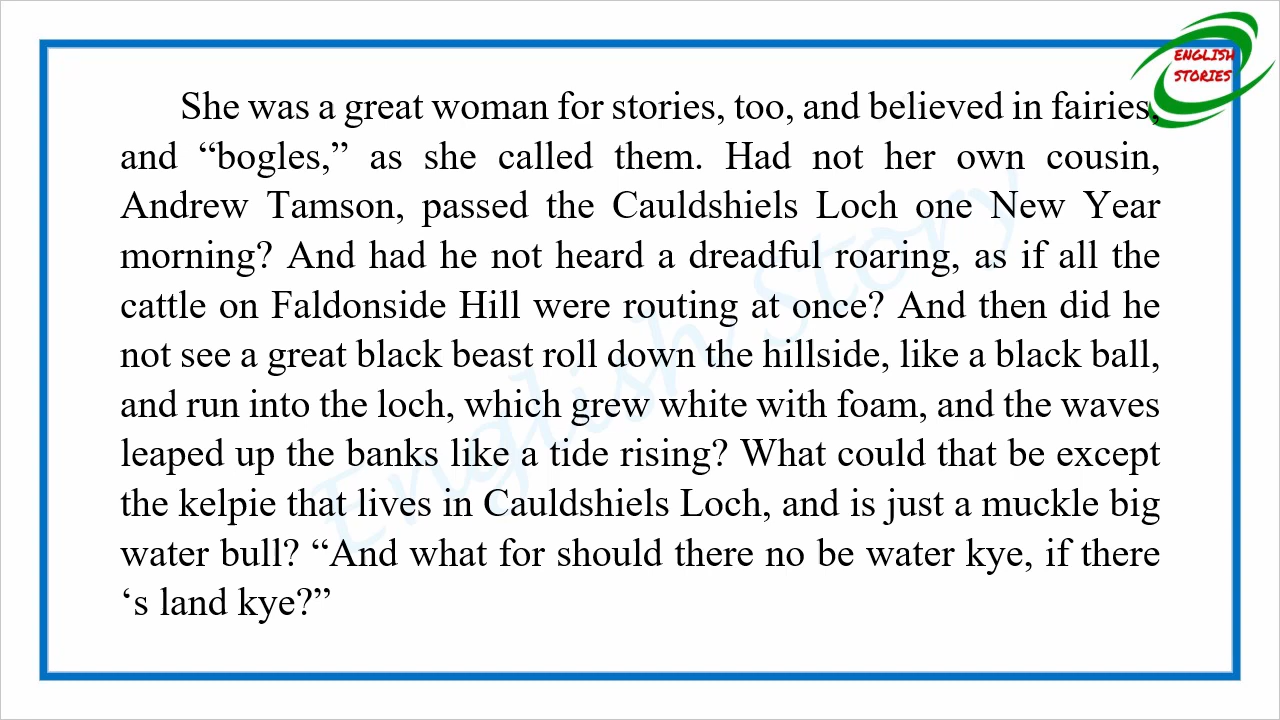 ENGLISH
STORIES
She was a great woman for stories, too, and believed in fairies,
and “bogles,” as she called them. Had not her own cousin,
Andrew Tamson, passed the Cauldshiels Loch one New Year
morning? And had he not heard a dreadful roaring, as if all the
cattle on Faldonside Hill were routing at once? And then did he
not see a great black beast roll down the hillside, like a black ball,
and run into the loch, which grew white with foam, and the waves
leaped up the banks like a tide rising? What could that be except
the kelpie that lives in Cauldshiels Loch, and is just a muckle big
water bull? “And what for should there no be water kye, if there
‘s land kye?”
English Story